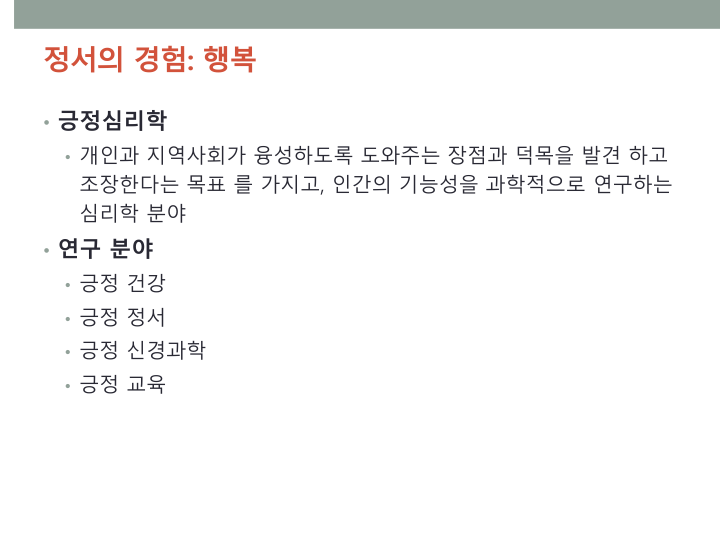 정서의 경험: 행복
• 긍정심리학
• 개인과 지역사회가 융성하도록 도와주는 장점과 덕목을 발견 하고
조장한다는 목표 를 가지고, 인간의 기능성을 과학적으로 연구하는
심리학 분야
• 연구 분야
• 긍정 건강
• 긍정 정서
• 긍정 신경과학
• 긍정 교육